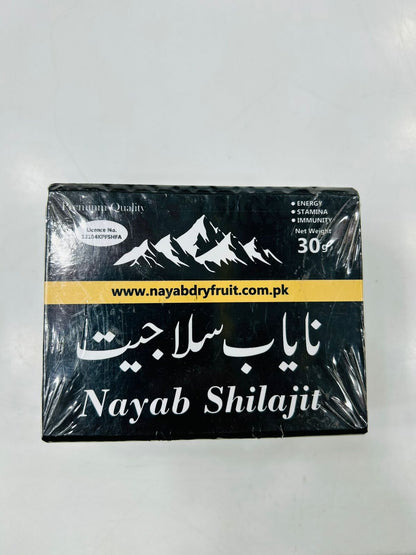 Premium Quality
Licence No.
• ENERGY
• STAMINA
• IMMUNITY
Net Weight
30g
www.nayabdryfruit.com.pk
نایاب سلاجیت
Nayab Shilajit